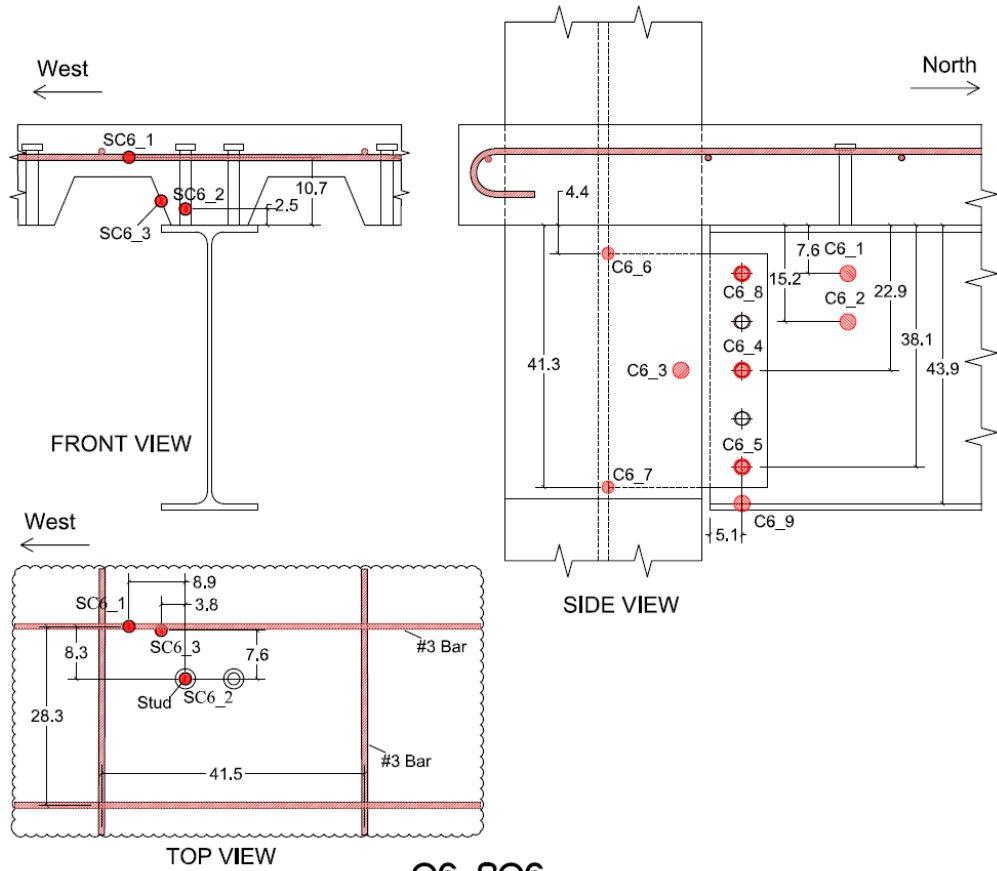 West
SC6_1
10.7
SC6_2
2.5
SC6_3
FRONT VIEW
North
4.4
C6_6
7.6
C6_1
C6_8
15.2
C6_2
22.9
C6_4
38.1
41.3
C6_3
43.9
C6_5
C6_7
C6_9
5.1
SIDE VIEW
West
8.9
SC6_1
3.8
#3 Bar
SC6_3
8.3
7.6
Stud
SC6_2
28.3
#3 Bar
41.5
TOP VIEW